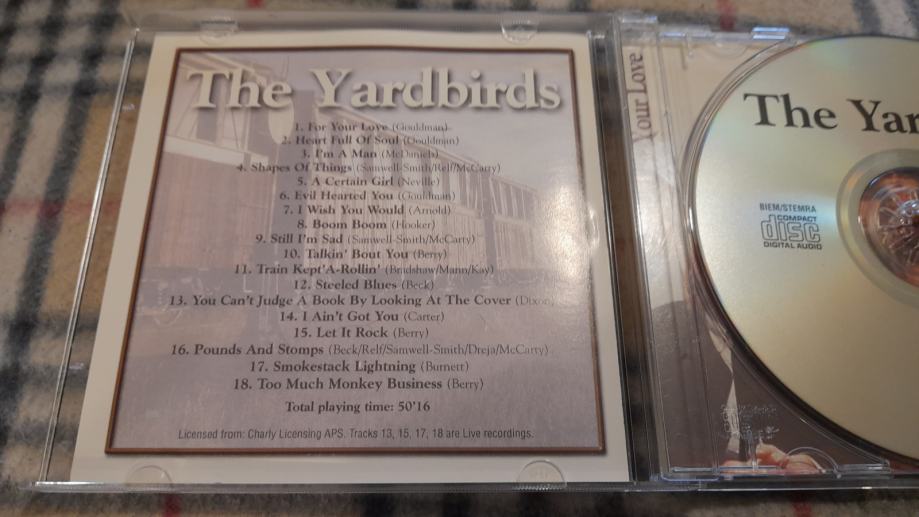 The Yardbirds
1. For Your Love (Gouldman)
2. Heart Full Of Soul (Gouldman)
3. I'm A Man (McDaniels)
4. Shapes Of Things (Samwell-Smith/Relf/McCarty)
5. A Certain Girl (Neville)
6. Evil Hearted You (Gouldman)
7. I Wish You Would (Arnold)
8. Boom Boom (Hooker)
9. Still I'm Sad (Samwell-Smith/McCarty)
10. Talkin' Bout You (Berry)
11. Train Kept'A-Rollin' (Bradshaw/Mann/Kay)
12. Steeled Blues (Beck)
13. You Can't Judge A Book By Looking At The Cover (Dixon)
14. I Ain't Got You (Carter)
15. Let It Rock (Berry)
16. Pounds And Stomps (Beck/Relf/Samwell-Smith/Dreja/McCarty)
17. Smokestack Lightning (Burnett)
18. Too Much Monkey Business (Berry)
Total playing time: 50'16
Licensed from: Charly Licensing APS. Tracks 13, 15, 17, 18 are Live recordings.
Your Love
The Yar
BIEM/STEMRA
COMPACT
disc
DIGITAL AUDIO